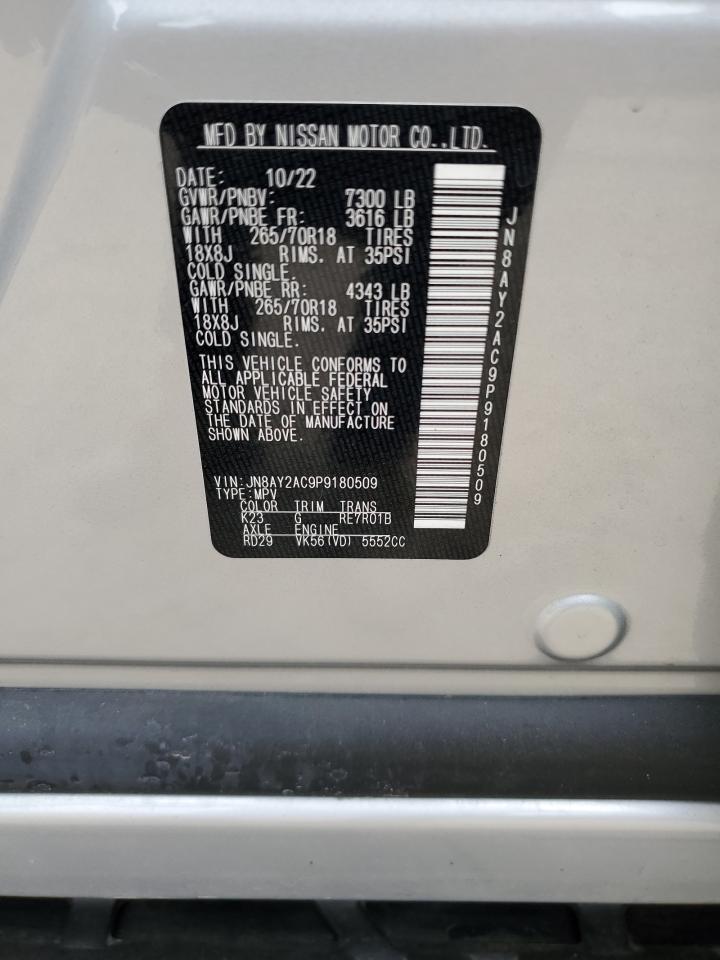 MFD BY NISSAN MOTOR CO.,LTD.
DATE: 10/22
GVWR/PNBV: 7300 LB
GAWR/PNBE FR: 3616 LB
WITH 265/70R18 TIRES
18X8J RIMS. AT 35PSI
COLD SINGLE.
GAWR/PNBE RR: 4343 LB
WITH 265/70R18 TIRES
18X8J RIMS. AT 35PSI
COLD SINGLE.
THIS VEHICLE CONFORMS TO
ALL APPLICABLE FEDERAL
MOTOR VEHICLE SAFETY
STANDARDS IN EFFECT ON
THE DATE OF MANUFACTURE
SHOWN ABOVE.
VIN:JN8AY2AC9P9180509
TYPE:MPV
COLOR TRIM TRANS
K23 G RE7R01B
AXLE ENGINE
RD29 VK56(VD) 5552CC
JN8AY2AC9P9180509